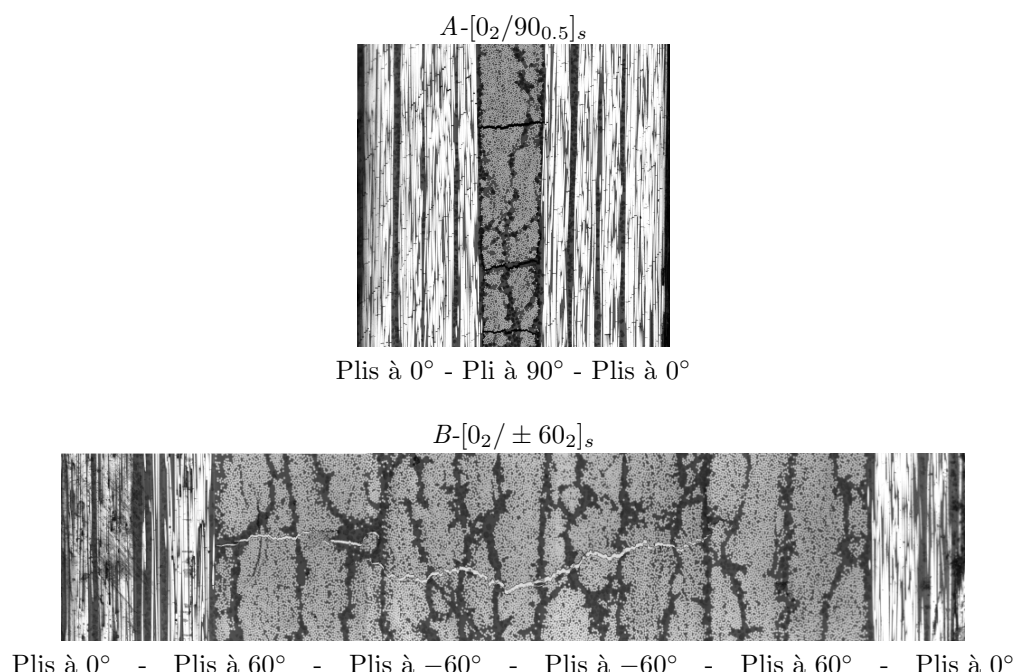 A-[0₂/90₀.₅]ₛ
Plis à 0° - Pli à 90° - Plis à 0°
B-[0₂/ ± 60₂]ₛ
Plis à 0° - Plis à 60° - Plis à −60° - Plis à −60° - Plis à 60° - Plis à 0°